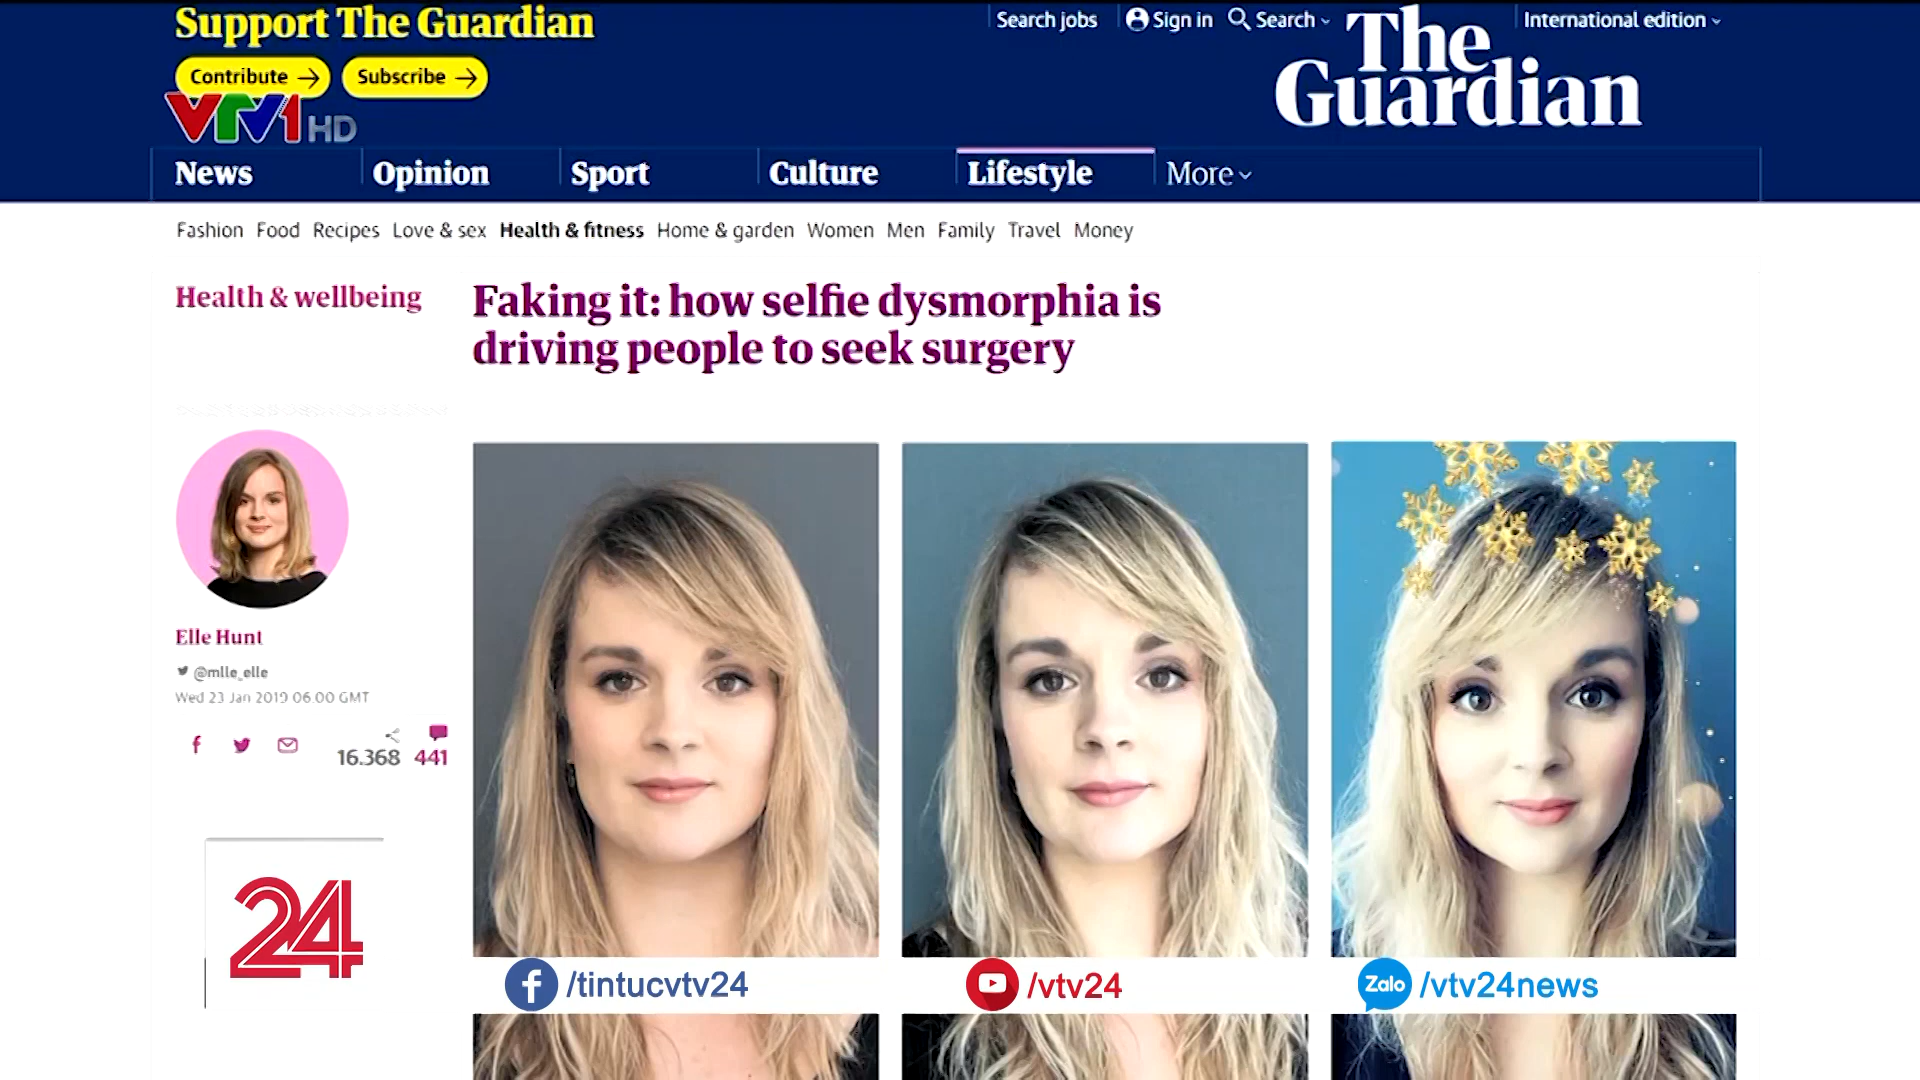 Support The Guardian
Search jobs
Sign in
Search
International edition
The
Guardian
Contribute
Subscribe
VTV1 HD
News
Opinion
Sport
Culture
Lifestyle
More
Fashion Food Recipes Love & sex Health & fitness Home & garden Women Men Family Travel Money
Health & wellbeing
Faking it: how selfie dysmorphia is
driving people to seek surgery
Elle Hunt
@mlle_elle
Wed 23 Jan 2019 06.00 GMT
16.368
441
24
/tintucvtv24
/vtv24
Zalo
/vtv24news